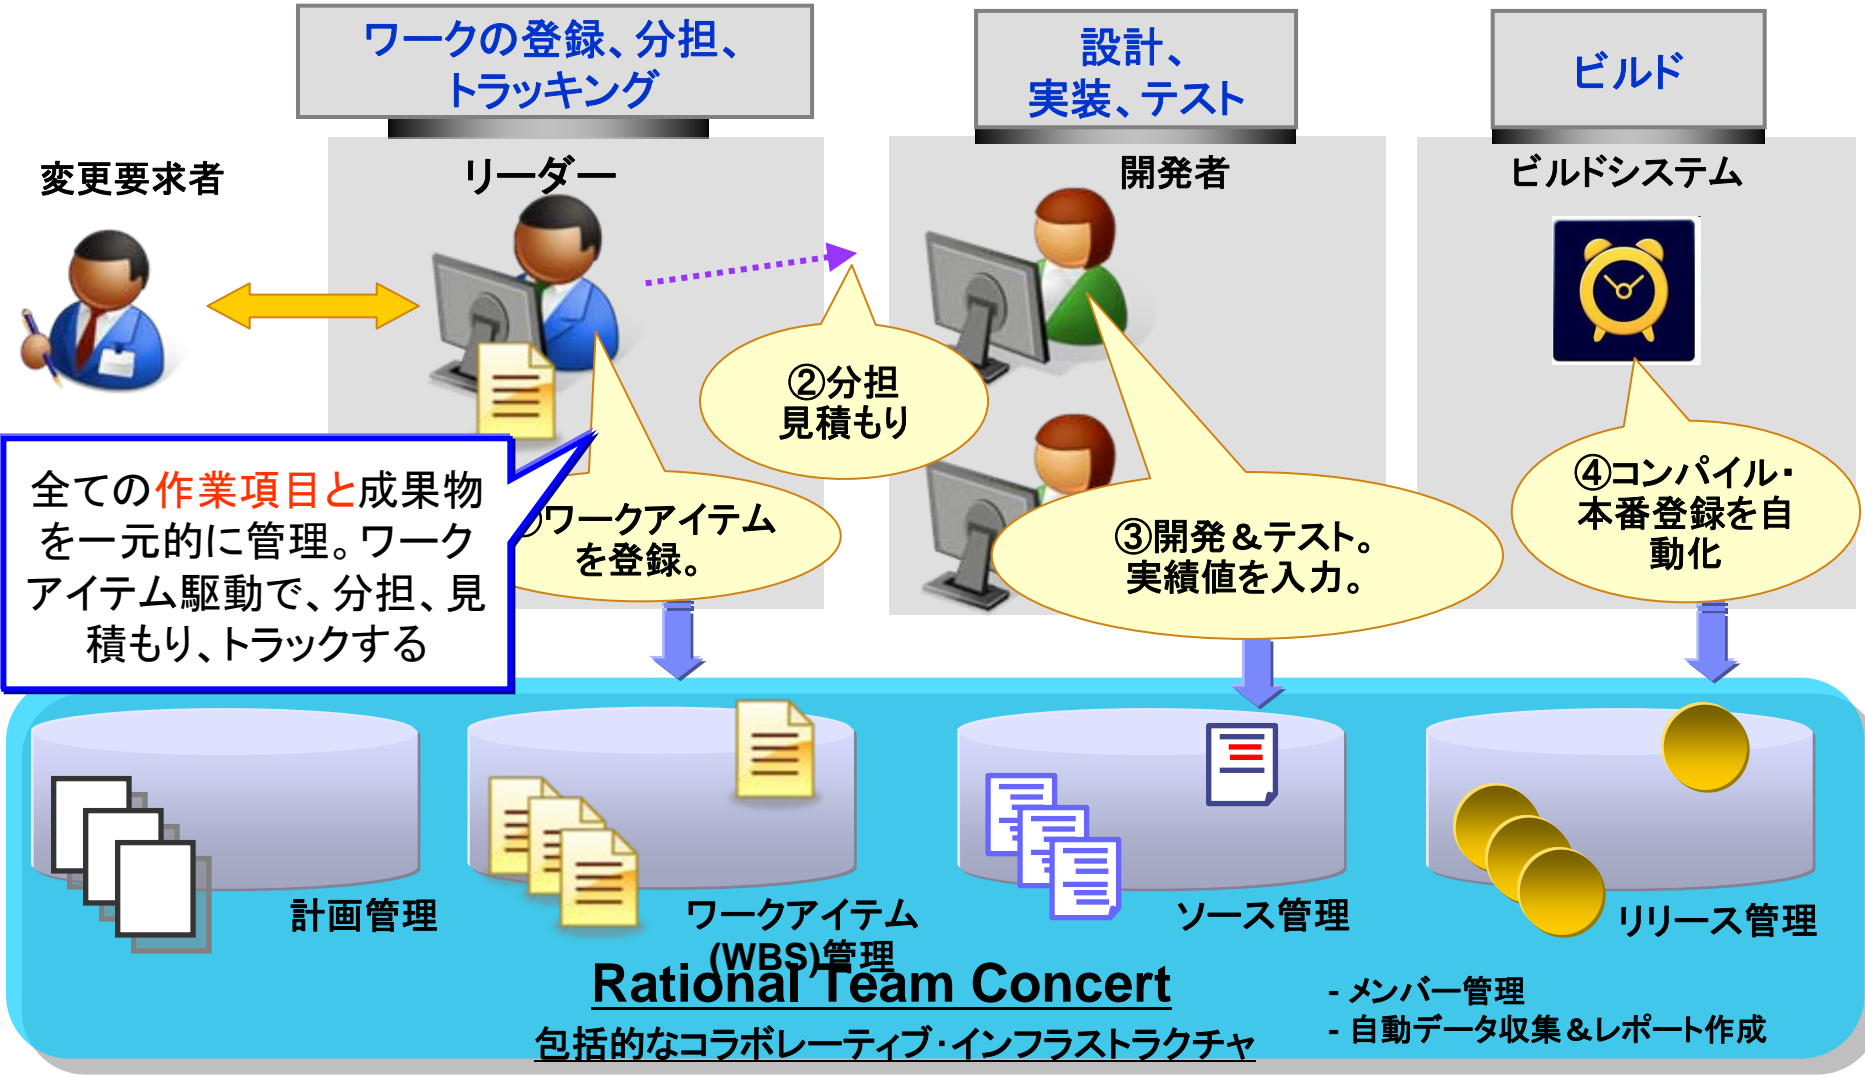 ワークの登録、分担、
トラッキング
設計、
実装、テスト
ビルド
変更要求者
リーダー
開発者
ビルドシステム
②分担
見積もり
全ての作業項目と成果物
を一元的に管理。ワーク
アイテム駆動で、分担、見
積もり、トラックする
ワークアイテム
を登録。
③開発&テスト。
実績値を入力。
④コンパイル・
本番登録を自
動化
計画管理
ワークアイテム
(WBS)管理
ソース管理
リリース管理
Rational Team Concert
包括的なコラボレーティブ・インフラストラクチャ
- メンバー管理
- 自動データ収集&レポート作成